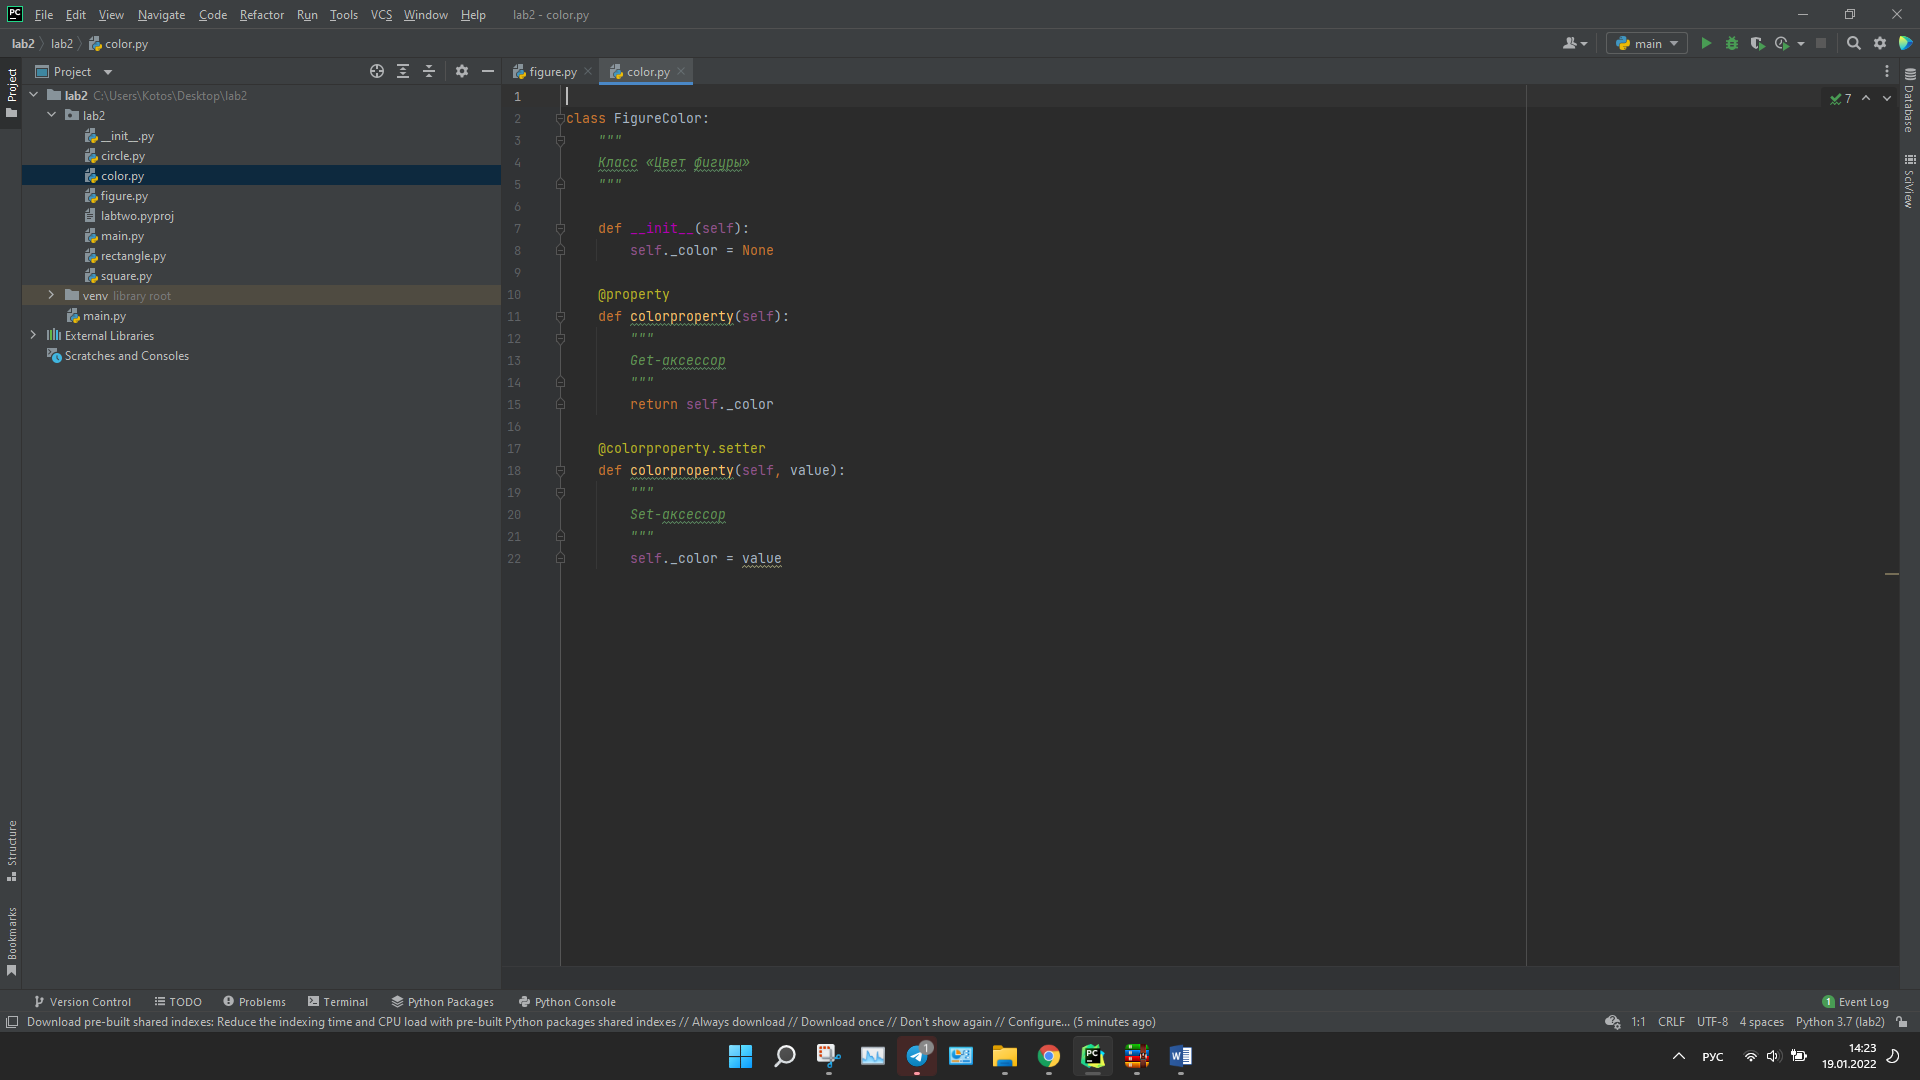 PC File Edit View Navigate Code Refactor Run Tools VCS Window Help lab2 - color.py
lab2 lab2 color.py main
Project figure.py color.py
Project
lab2 C:\Users\Kotos\Desktop\lab2
lab2
__init__.py
circle.py
color.py
figure.py
labtwo.pyproj
main.py
rectangle.py
square.py
venv library root
main.py
External Libraries
Scratches and Consoles
Structure
Bookmarks
1
2 class FigureColor:
3 """
4 Класс «Цвет фигуры»
5 """
6
7 def __init__(self):
8 self._color = None
9
10 @property
11 def colorproperty(self):
12 """
13 Get-аксессор
14 """
15 return self._color
16
17 @colorproperty.setter
18 def colorproperty(self, value):
19 """
20 Set-аксессор
21 """
22 self._color = value
7
Database
SciView
Version Control TODO Problems Terminal Python Packages Python Console 1 Event Log
Download pre-built shared indexes: Reduce the indexing time and CPU load with pre-built Python packages shared indexes // Always download // Download once // Don't show again // Configure... (5 minutes ago) 1:1 CRLF UTF-8 4 spaces Python 3.7 (lab2)
1 PC W РУС 14:23
19.01.2022